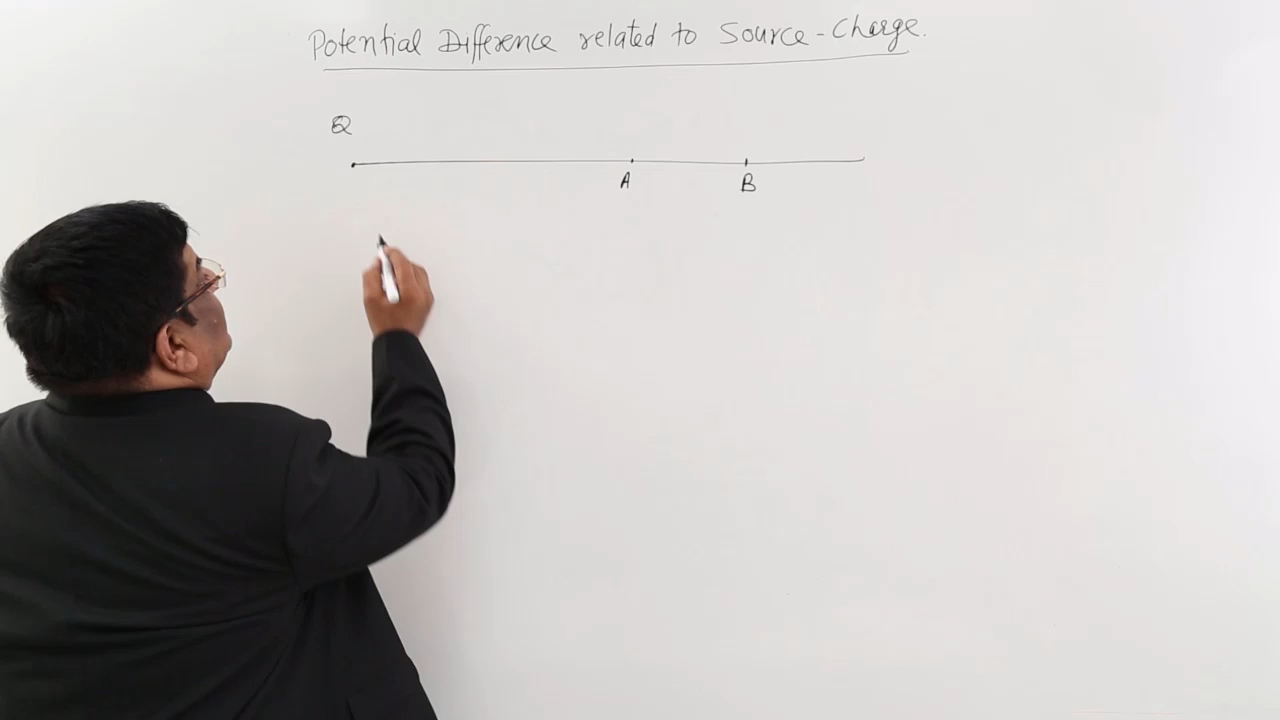 Potential Difference related to Source-Charge.
Q
A B